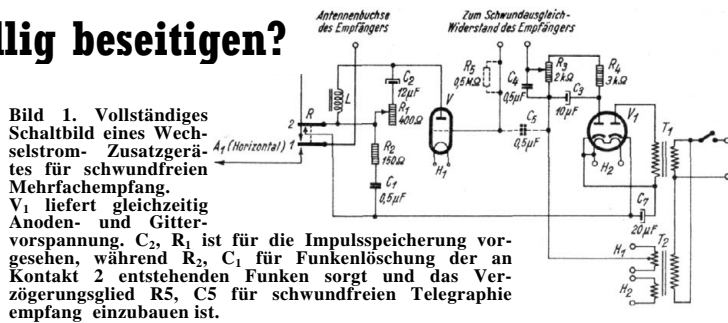 llig beseitigen?
Antennenbuchse
des Empfängers
Zum Schwundausgleich-
Widerstand des Empfängers
Bild 1. Vollständiges
Schaltbild eines Wech-
selstrom- Zusatzgerä-
tes für schwundfreien
Mehrfachempfang.
V₁ liefert gleichzeitig
Anoden- und Gitter-
vorspannung. C₂, R₁ ist für die Impulsspeicherung vor-
gesehen, während R₂, C₁ für Funkenlöschung der an
Kontakt 2 entstehenden Funken sorgt und das Ver-
zögerungsglied R5, C5 für schwundfreien Telegraphie
empfang einzubauen ist.
A₁ (Horizontal)
2
1
R
L
C₂
12µF
R₁
400Ω
R₂
150Ω
C₁
0,5µF
V
H₁
R₅
0,5MΩ
C₄
0,5µF
C₅
0,5µF
R₃
2kΩ
C₃
10µF
R₄
3kΩ
V₁
H₂
T₁
C₇
20µF
T₂
H₁
H₂